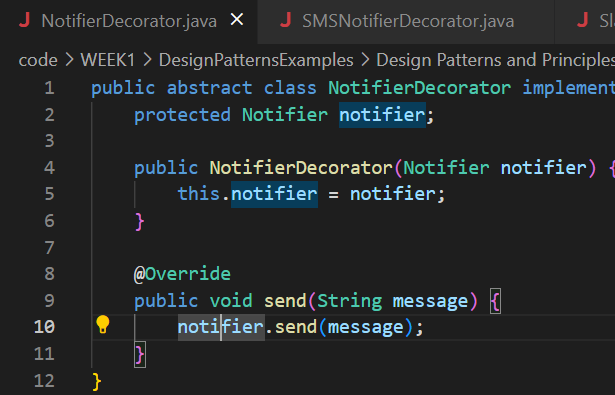 J NotifierDecorator.java × J SMSNotifierDecorator.java J
code > WEEK1 > DesignPatternsExamples > Design Patterns and Principles
1 public abstract class NotifierDecorator
2 protected Notifier notifier;
3
4 public NotifierDecorator(Notifier notifier) {
5 this.notifier = notifier;
6 }
7
8 @Override
9 public void send(String message) {
10 notifier.send(message);
11 }
12 }